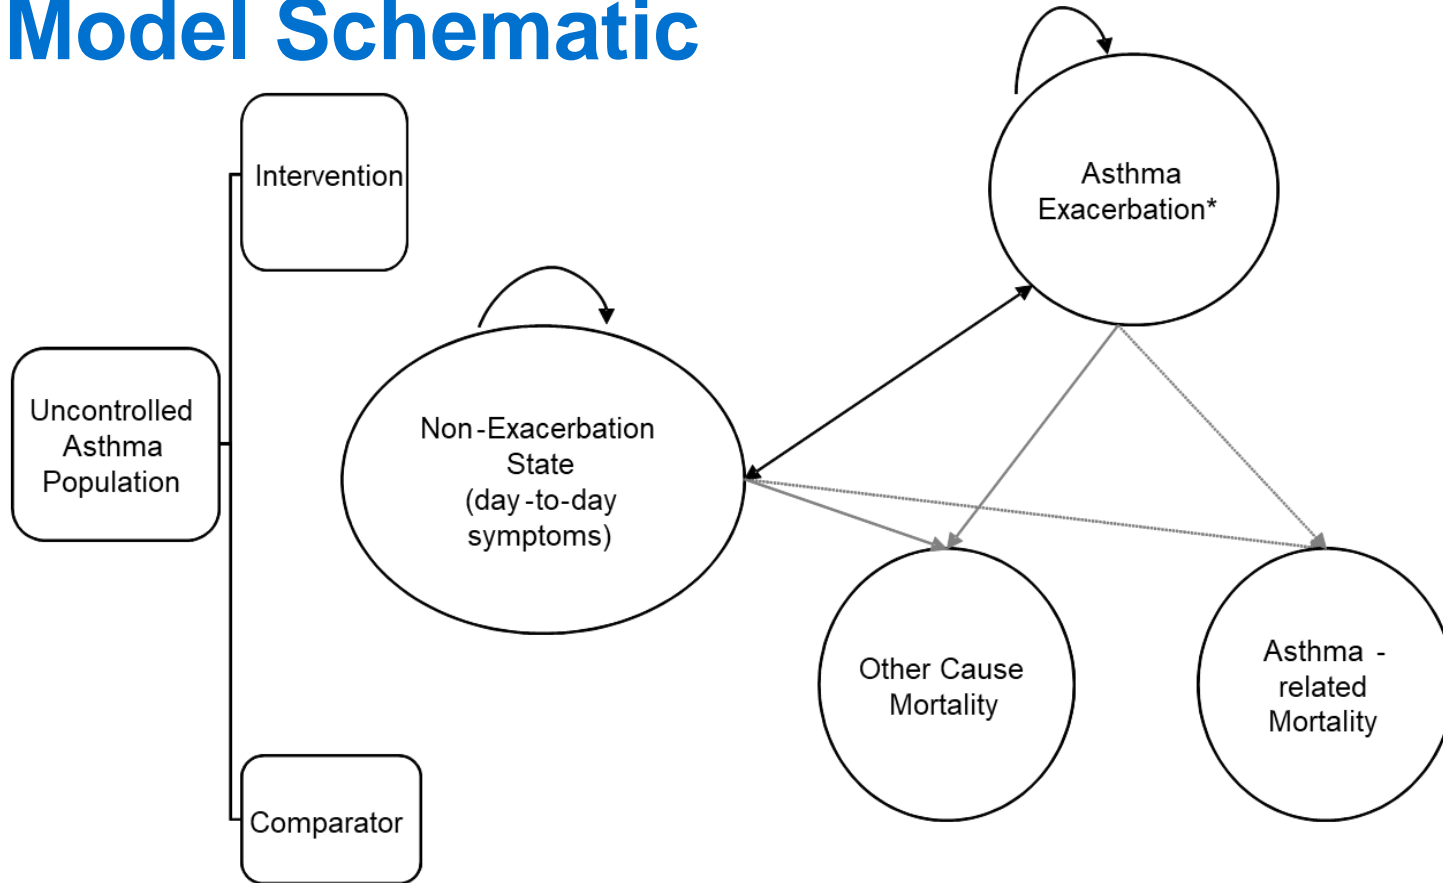 Model Schematic
Intervention
Asthma
Exacerbation*
Uncontrolled
Asthma
Population
Non-Exacerbation
State
(day-to-day
symptoms)
Other Cause
Mortality
Asthma -
related
Mortality
Comparator